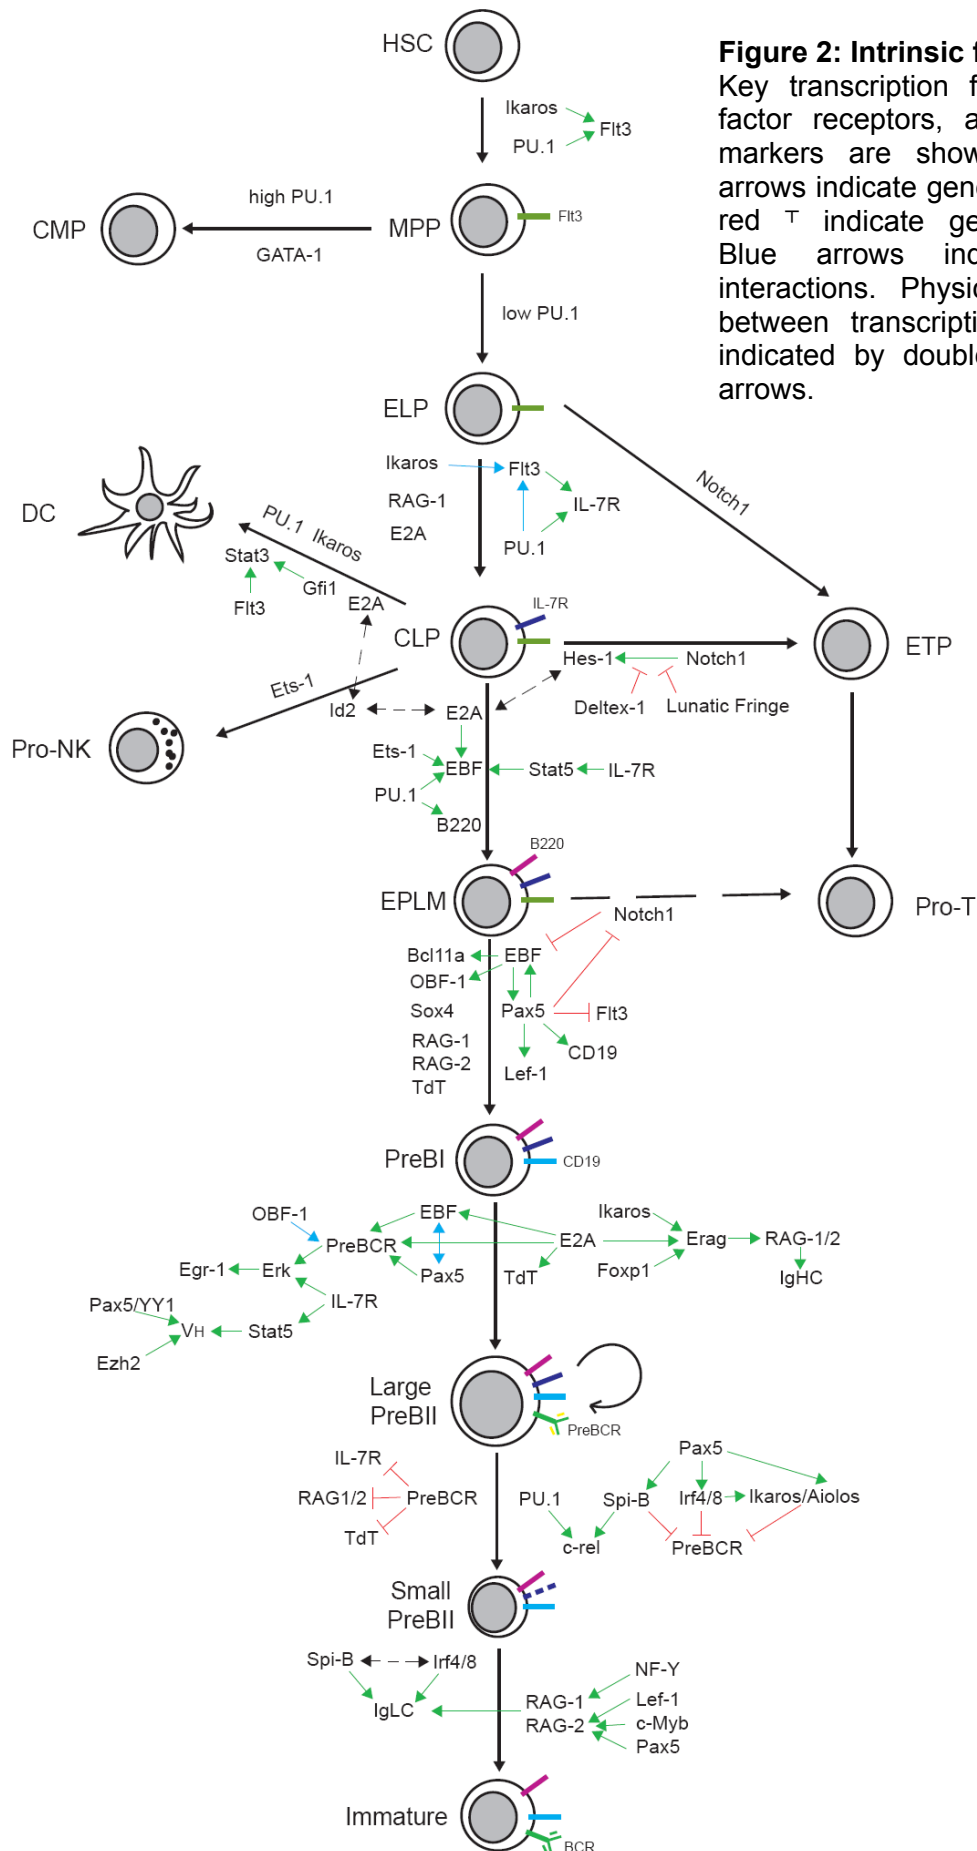 HSC
Figure 2: Intrinsic f
Key transcription f
factor receptors, a
markers are show
arrows indicate gene
red ⊤ indicate ge
Blue arrows ind
interactions. Physic
between transcripti
indicated by double
arrows.
Ikaros
Flt3
PU.1
high PU.1
CMP
MPP
Flt3
GATA-1
low PU.1
ELP
Ikaros
Flt3
Notch1
RAG-1
IL-7R
DC
E2A
PU.1
PU.1 Ikaros
Stat3
Gfi1
Flt3
E2A
IL-7R
CLP
ETP
Hes-1
Notch1
Ets-1
Id2
E2A
Deltex-1
Lunatic Fringe
Pro-NK
Ets-1
EBF
Stat5
IL-7R
PU.1
B220
B220
EPLM
Notch1
Pro-T
Bcl11a
EBF
OBF-1
Sox4
Pax5
Flt3
RAG-1
CD19
RAG-2
Lef-1
TdT
PreBI
CD19
OBF-1
EBF
Ikaros
PreBCR
E2A
Erag
RAG-1/2
Egr-1
Erk
Pax5
TdT
Foxp1
IgHC
Pax5/YY1
IL-7R
VH
Stat5
Ezh2
Large
PreBII
PreBCR
IL-7R
Pax5
RAG1/2
PreBCR
PU.1
Spi-B
Irf4/8
Ikaros/Aiolos
TdT
c-rel
PreBCR
Small
PreBII
Spi-B
Irf4/8
NF-Y
IgLC
RAG-1
Lef-1
RAG-2
c-Myb
Pax5
Immature
BCR